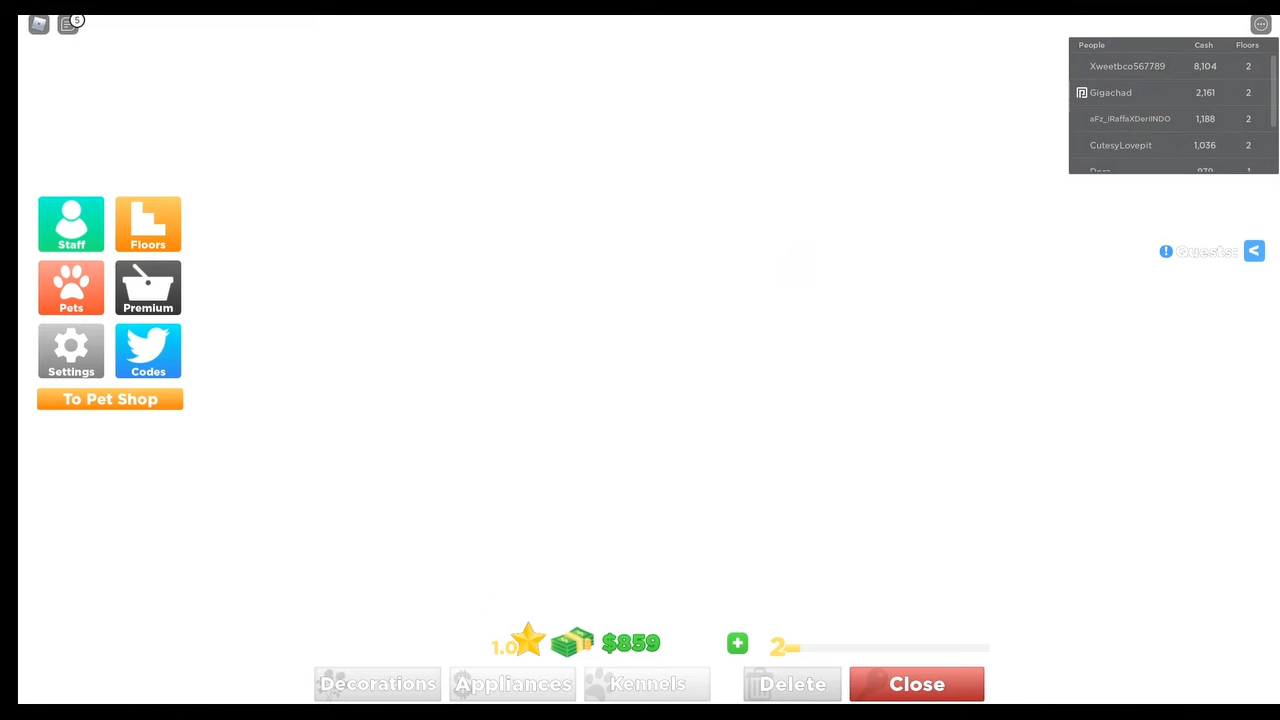 5
People Cash Floors
Xweetbco567789 8,104 2
Gigachad 2,161 2
aFz_iRaffaXDeriINDO 1,188 2
CutesyLovepit 1,036 2
Staff Floors
! Quests: <
Pets Premium
Settings Codes
To Pet Shop
1.0 $859 + 2
Decorations Appliances Kennels Delete Close